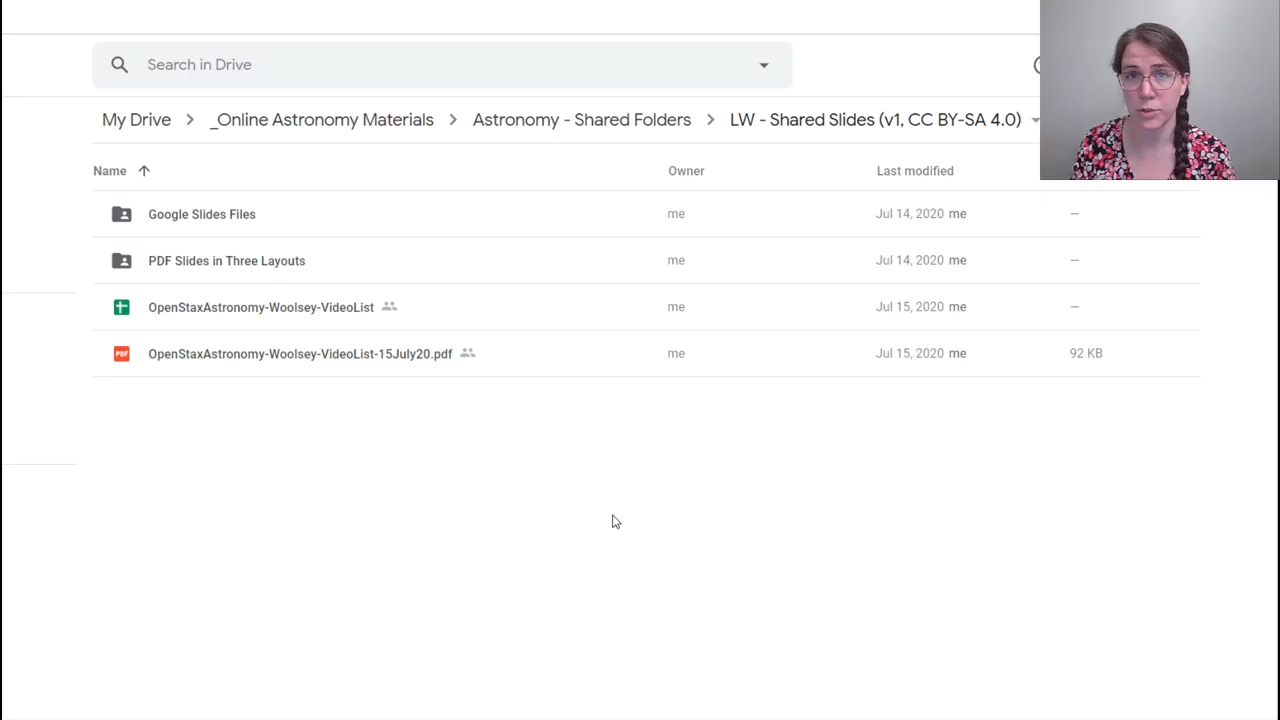 Search in Drive
My Drive > _Online Astronomy Materials > Astronomy - Shared Folders > LW - Shared Slides (v1, CC BY-SA 4.0)
Name Owner Last modified
Google Slides Files me Jul 14, 2020 me —
PDF Slides in Three Layouts me Jul 14, 2020 me —
OpenStaxAstronomy-Woolsey-VideoList me Jul 15, 2020 me —
PDF OpenStaxAstronomy-Woolsey-VideoList-15July20.pdf me Jul 15, 2020 me 92 KB